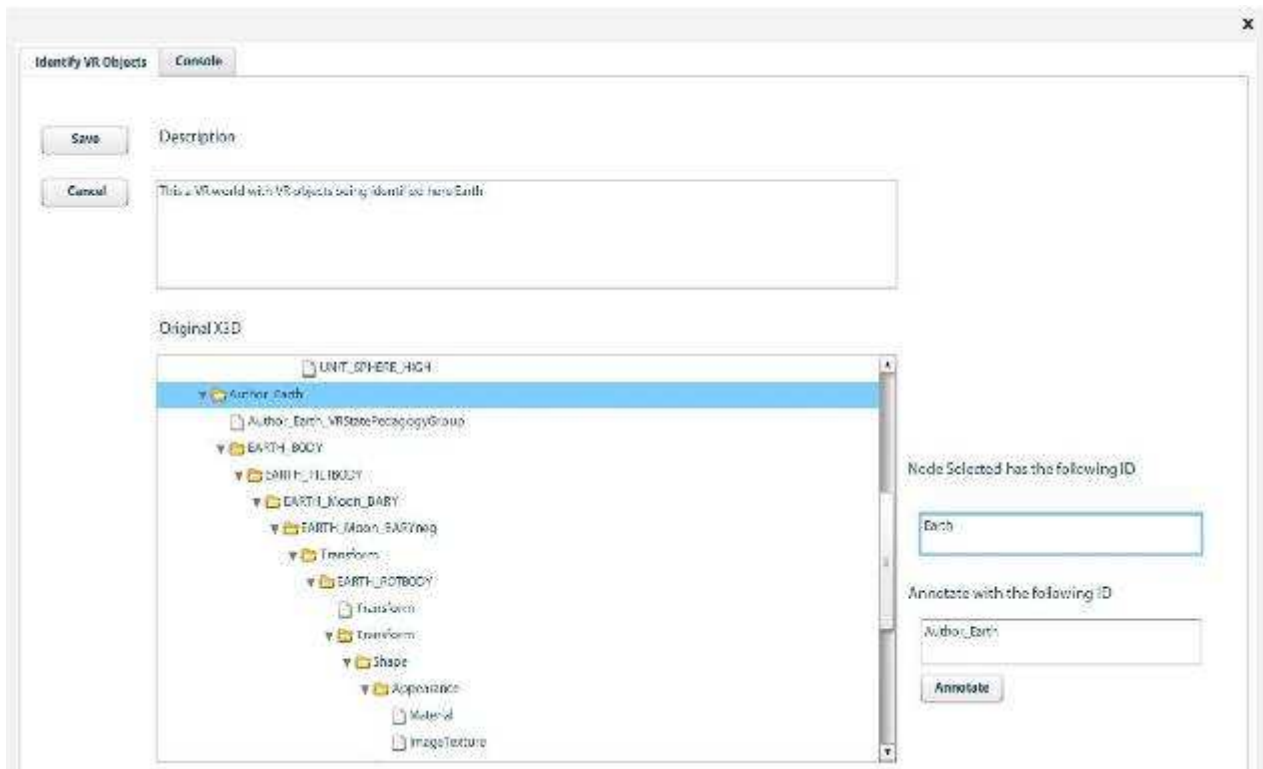 x
Identify VR Objects
Console
Save
Description
Cancel
This a VR world with VR objects being identified here Earth
Original X3D
UNIT_SPHERE_HIGH
Author_Earth
Author_Earth_VRStatePedagogyGroup
EARTH_BODY
EARTH_TILTBODY
EARTH_Moon_BARY
EARTH_Moon_BARYneg
Transform
EARTH_ROTBODY
Transform
Transform
Shape
Appearance
Material
ImageTexture
Node Selected has the following ID
Earth
Annotate with the following ID
Author_Earth
Annotate